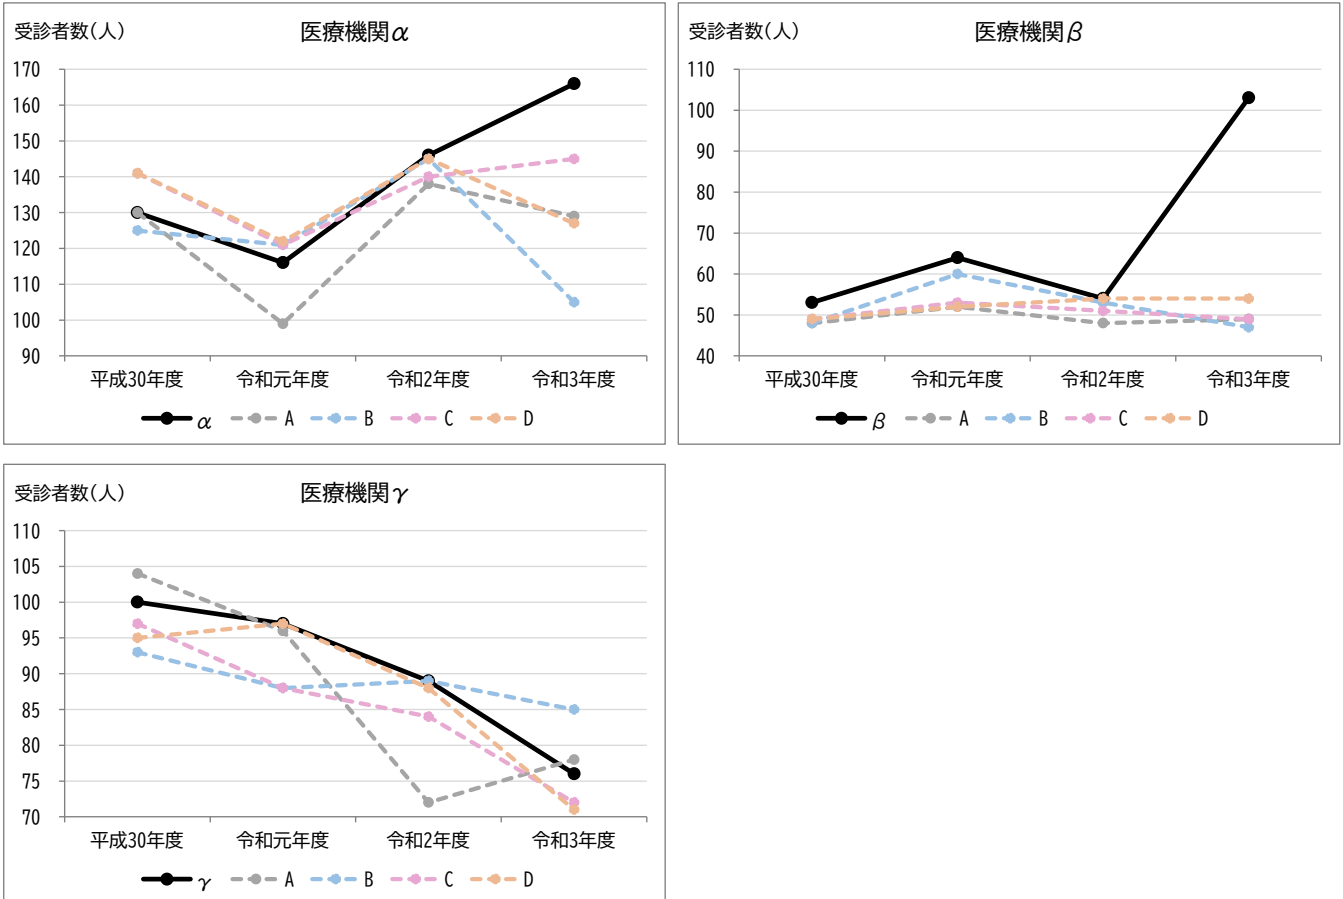 受診者数(人)
医療機関α
170
160
150
140
130
120
110
100
90
平成30年度 令和元年度 令和2年度 令和3年度
α A B C D
受診者数(人)
医療機関β
110
100
90
80
70
60
50
40
平成30年度 令和元年度 令和2年度 令和3年度
β A B C D
受診者数(人)
医療機関γ
110
105
100
95
90
85
80
75
70
平成30年度 令和元年度 令和2年度 令和3年度
γ A B C D